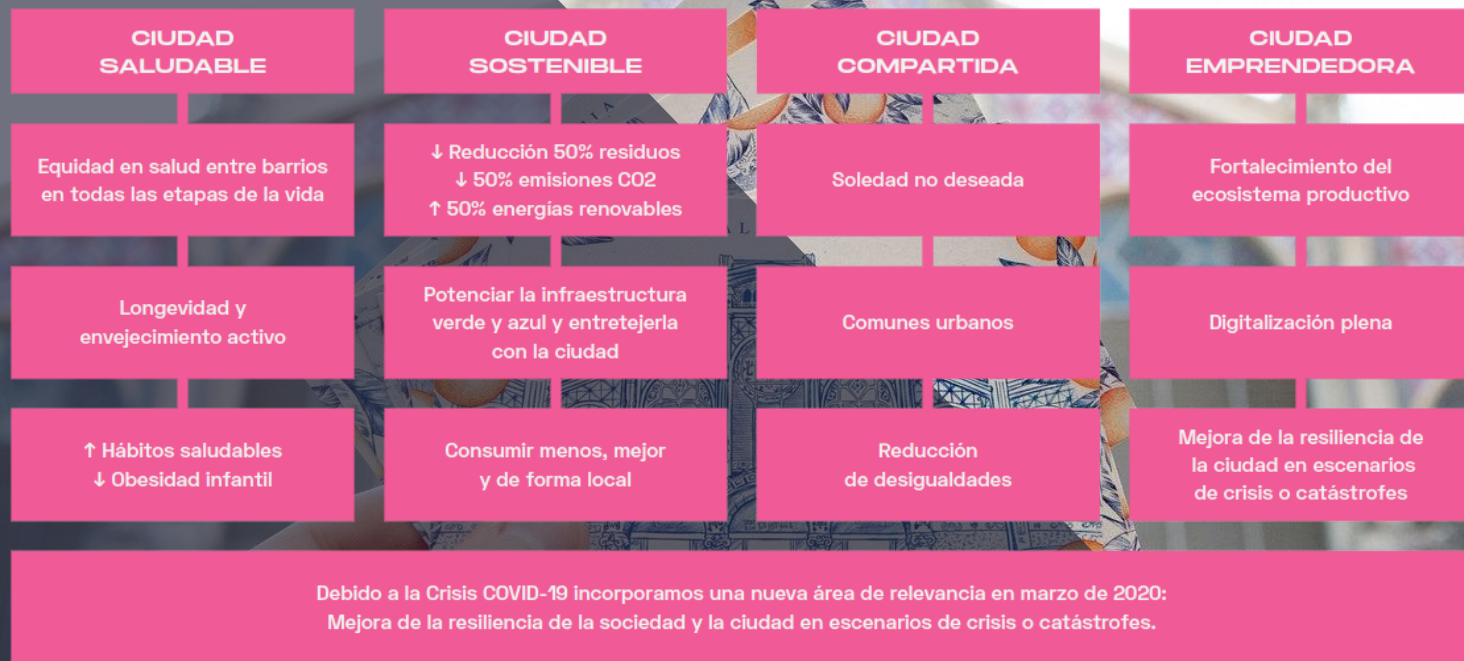 CIUDAD
SALUDABLE
Equidad en salud entre barrios
en todas las etapas de la vida
Longevidad y
envejecimiento activo
↑ Hábitos saludables
↓ Obesidad infantil
CIUDAD
SOSTENIBLE
↓ Reducción 50% residuos
↓ 50% emisiones CO2
↑ 50% energías renovables
Potenciar la infraestructura
verde y azul y entretejerla
con la ciudad
Consumir menos, mejor
y de forma local
CIUDAD
COMPARTIDA
Soledad no deseada
Comunes urbanos
Reducción
de desigualdades
CIUDAD
EMPRENDEDORA
Fortalecimiento del
ecosistema productivo
Digitalización plena
Mejora de la resiliencia de
la ciudad en escenarios
de crisis o catástrofes
Debido a la Crisis COVID-19 incorporamos una nueva área de relevancia en marzo de 2020:
Mejora de la resiliencia de la sociedad y la ciudad en escenarios de crisis o catástrofes.